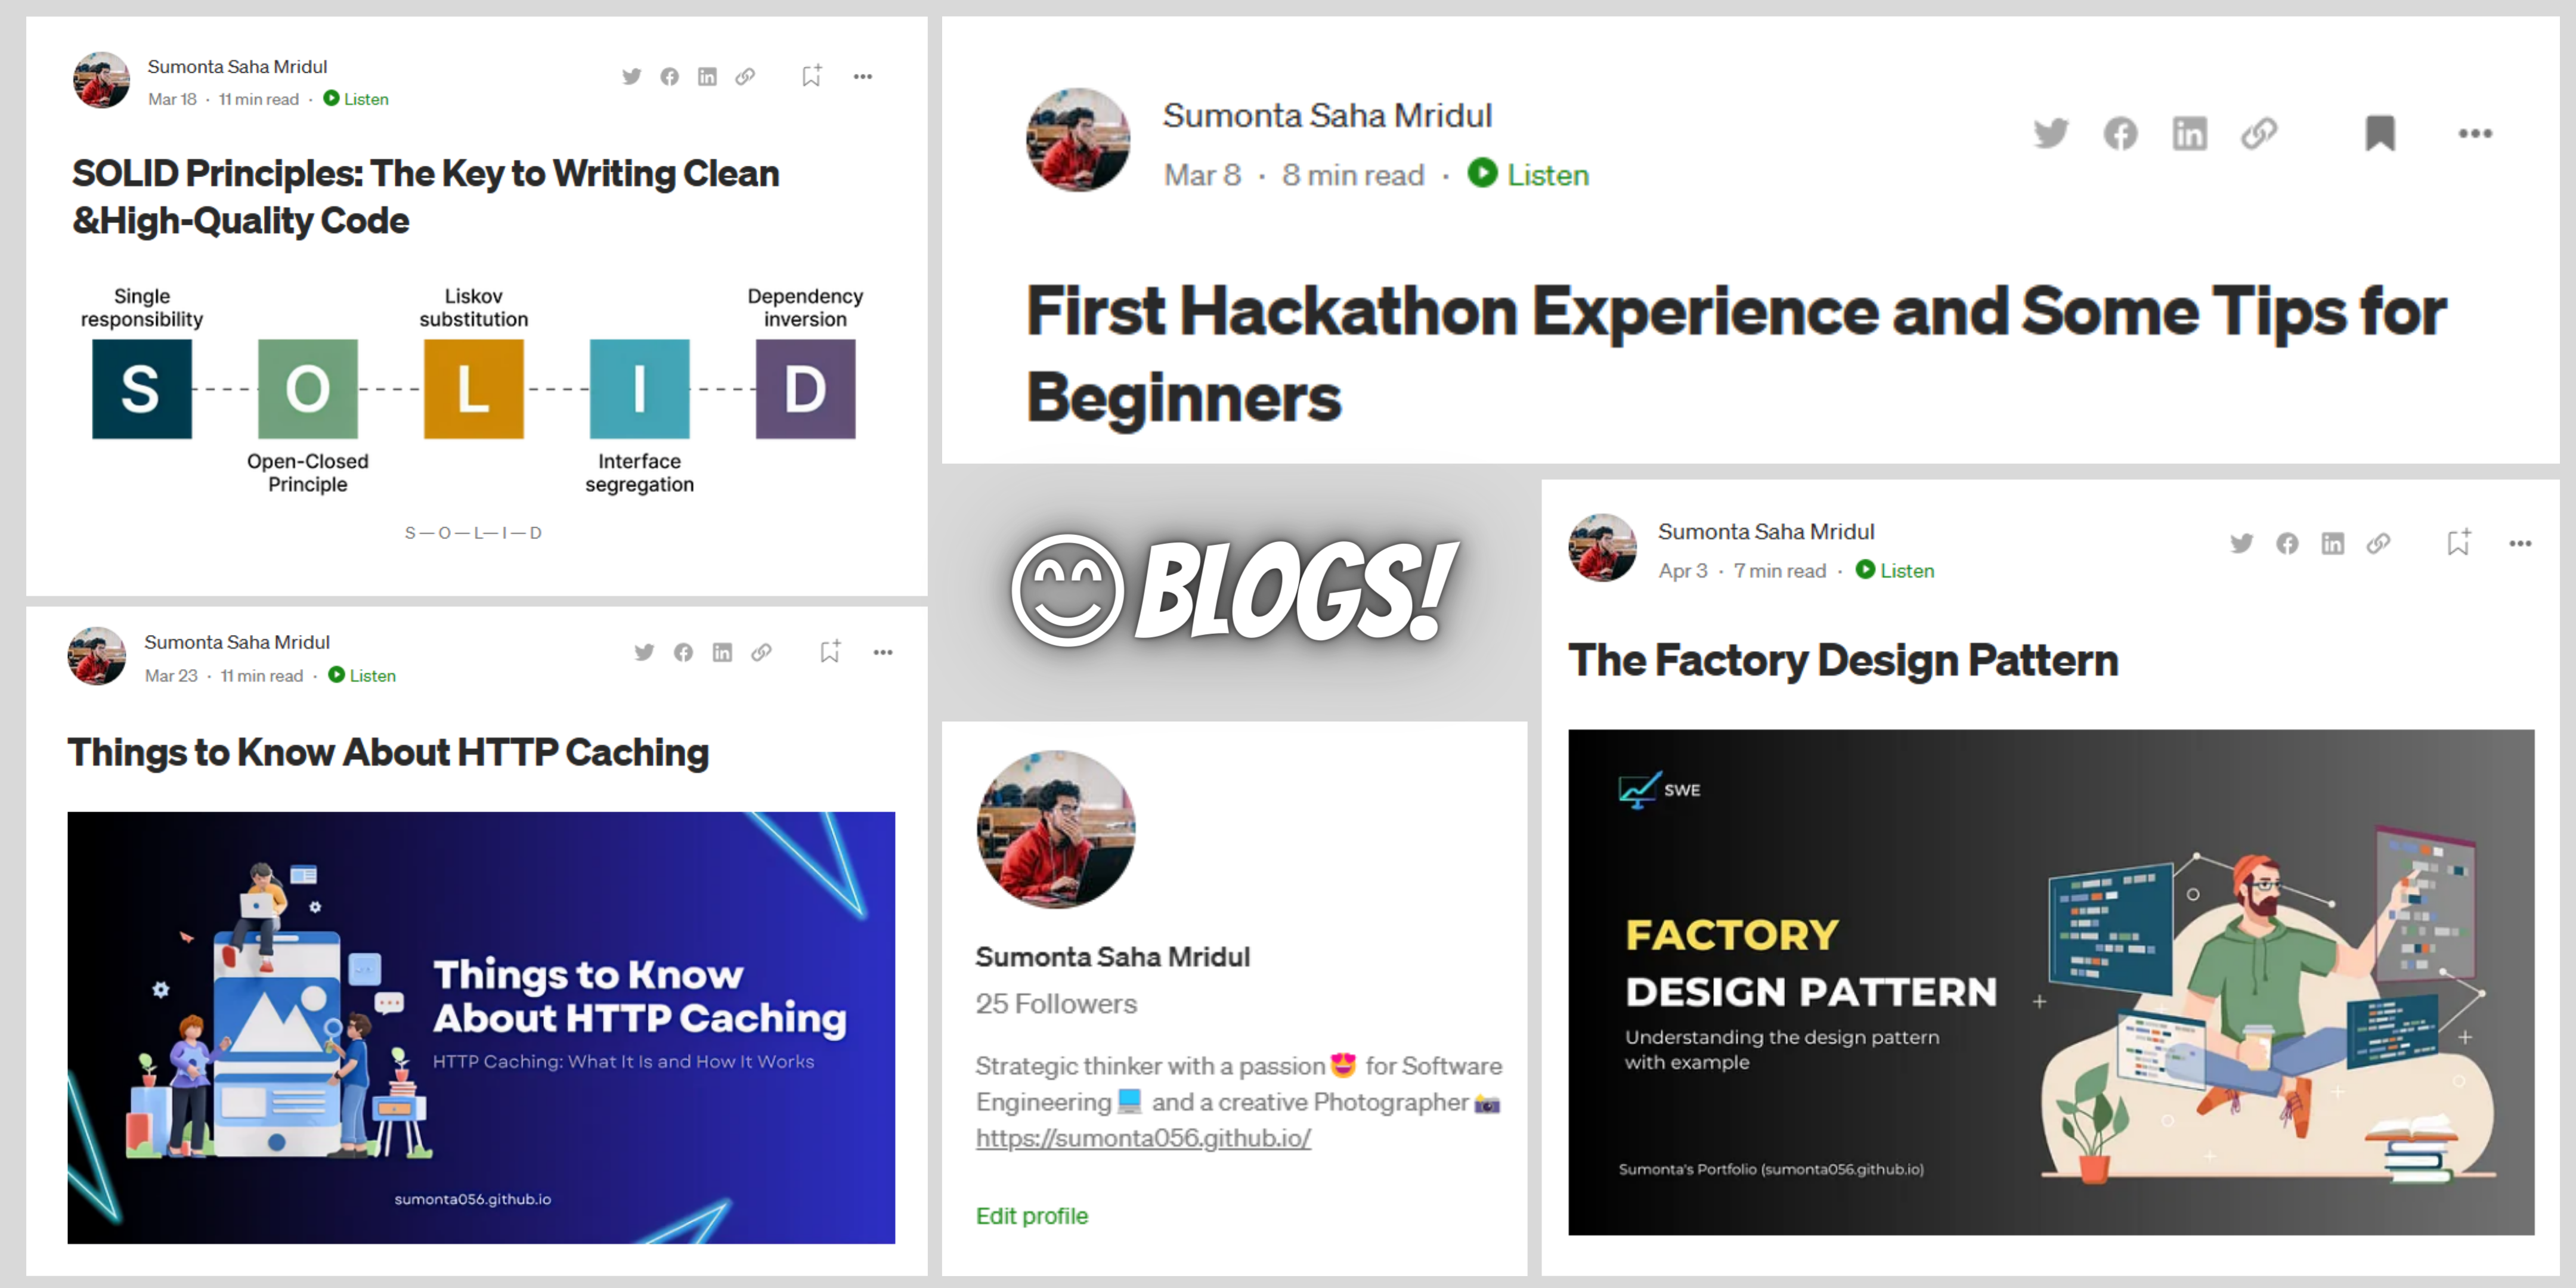 Sumonta Saha Mridul
Mar 18 · 11 min read · Listen
SOLID Principles: The Key to Writing Clean
&High-Quality Code
Single
responsibility
Liskov
substitution
Dependency
inversion
S O L I D
Open-Closed
Principle
Interface
segregation
S — O — L— I — D
Sumonta Saha Mridul
Mar 8 · 8 min read · Listen
First Hackathon Experience and Some Tips for
Beginners
Sumonta Saha Mridul
Mar 23 · 11 min read · Listen
Things to Know About HTTP Caching
Things to Know
About HTTP Caching
HTTP Caching: What It Is and How It Works
sumonta056.github.io
😊 BLOGS!
Sumonta Saha Mridul
25 Followers
Strategic thinker with a passion😍 for Software
Engineering💻 and a creative Photographer📸
https://sumonta056.github.io/
Edit profile
Sumonta Saha Mridul
Apr 3 · 7 min read · Listen
The Factory Design Pattern
SWE
FACTORY
DESIGN PATTERN
Understanding the design pattern
with example
Sumonta's Portfolio (sumonta056.github.io)